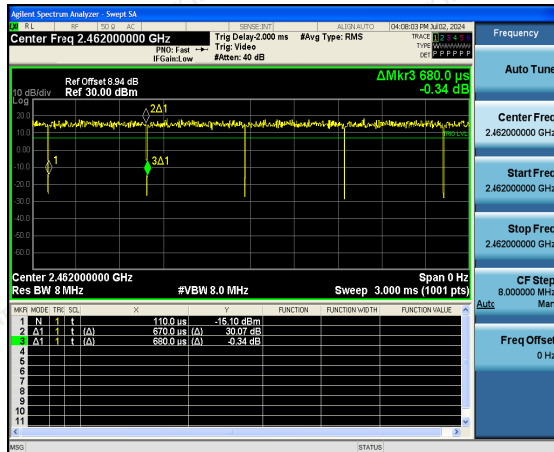 Agilent Spectrum Analyzer - Swept SA
RL RF 50 Ω AC SENSE:INT ALIGN AUTO 04:08:03 PM Jul 02, 2024
Center Freq 2.462000000 GHz
Trig Delay-2.000 ms #Avg Type: RMS
TRACE 1 2 3 4 5 6
PNO: Fast Trig: Video
TYPE
IFGain:Low #Atten: 40 dB
DET P P P P P P
Ref Offset 8.94 dB
ΔMkr3 680.0 µs
10 dB/div Ref 30.00 dBm
-0.34 dB
Log
20.0
10.0
0.00
-10.0
-20.0
-30.0
-40.0
-50.0
-60.0
2Δ1
TRIG LVL
1
3Δ1
Center 2.462000000 GHz Span 0 Hz
Res BW 8 MHz #VBW 8.0 MHz Sweep 3.000 ms (1001 pts)
MKR MODE TRC SCL X Y FUNCTION FUNCTION WIDTH FUNCTION VALUE
1 N 1 t 110.0 µs -15.10 dBm
2 Δ1 1 t (Δ) 670.0 µs (Δ) 30.07 dB
3 Δ1 1 t (Δ) 680.0 µs (Δ) -0.34 dB
4
5
6
7
8
9
10
11
MSG STATUS
Frequency
Auto Tune
Center Freq
2.462000000 GHz
Start Freq
2.462000000 GHz
Stop Freq
2.462000000 GHz
CF Step
8.000000 MHz
Auto Man
Freq Offset
0 Hz